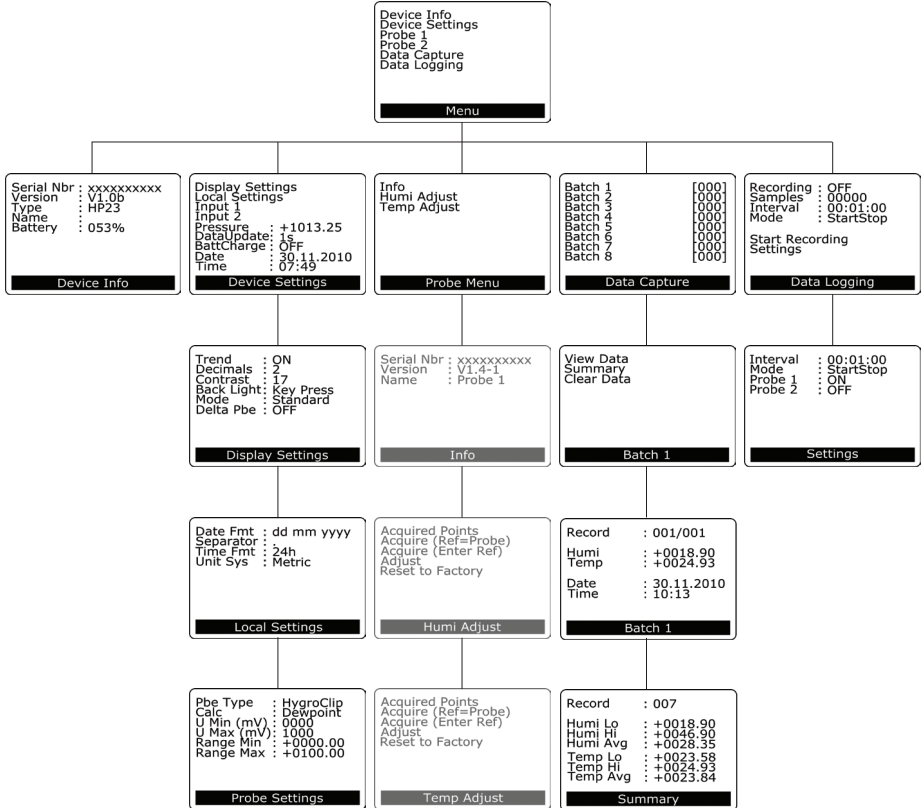 Device Info
Device Settings
Probe 1
Probe 2
Data Capture
Data Logging
Menu
Serial Nbr : xxxxxxxxxx
Version : V1.0b
Type : HP23
Name :
Battery : 053%
Device Info
Display Settings
Local Settings
Input 1
Input 2
Pressure : +1013.25
DataUpdate: 1s
BattCharge : OFF
Date : 30.11.2010
Time : 07:49
Device Settings
Info
Humi Adjust
Temp Adjust
Probe Menu
Batch 1 [000]
Batch 2 [000]
Batch 3 [000]
Batch 4 [000]
Batch 5 [000]
Batch 6 [000]
Batch 7 [000]
Batch 8 [000]
Data Capture
Recording : OFF
Samples : 00000
Interval : 00:01:00
Mode : StartStop
Start Recording
Settings
Data Logging
Trend : ON
Decimals : 2
Contrast : 17
Back Light: Key Press
Mode : Standard
Delta Pbe : OFF
Display Settings
Serial Nbr : xxxxxxxxxx
Version : V1.4-1
Name : Probe 1
Info
View Data
Summary
Clear Data
Batch 1
Interval : 00:01:00
Mode : StartStop
Probe 1 : ON
Probe 2 : OFF
Settings
Date Fmt : dd mm yyyy
Separator : .
Time Fmt : 24h
Unit Sys : Metric
Local Settings
Acquired Points
Acquire (Ref=Probe)
Acquire (Enter Ref)
Adjust
Reset to Factory
Humi Adjust
Record : 001/001
Humi : +0018.90
Temp : +0024.93
Date : 30.11.2010
Time : 10:13
Batch 1
Pbe Type : HygroClip
Calc : Dewpoint
U Min (mV) : 0000
U Max (mV): 1000
Range Min : +0000.00
Range Max : +0100.00
Probe Settings
Acquired Points
Acquire (Ref=Probe)
Acquire (Enter Ref)
Adjust
Reset to Factory
Temp Adjust
Record : 007
Humi Lo : +0018.90
Humi Hi : +0046.90
Humi Avg : +0028.35
Temp Lo : +0023.58
Temp Hi : +0024.93
Temp Avg : +0023.84
Summary